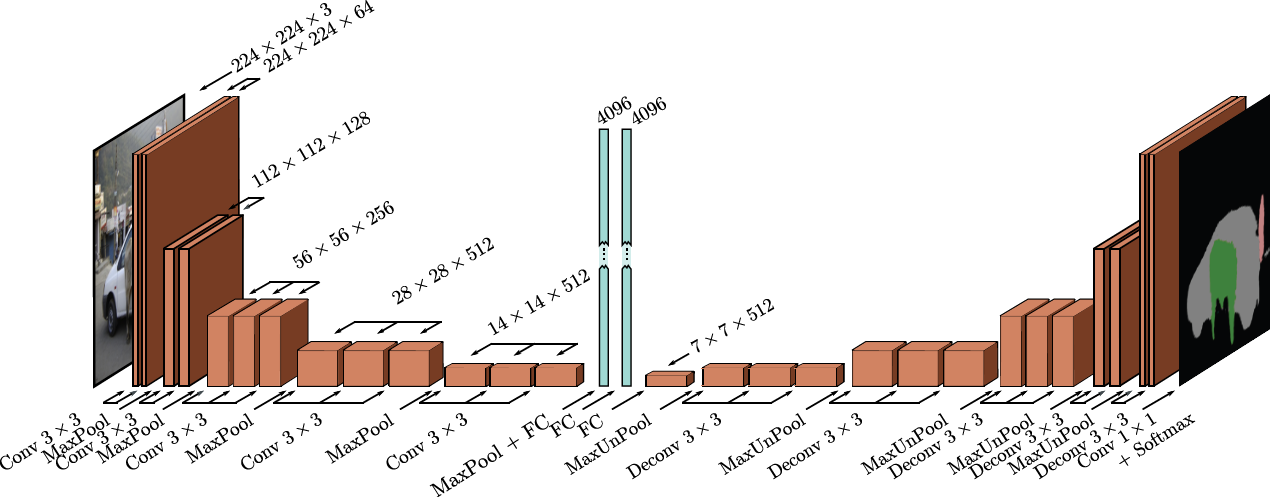 224 × 224 × 3
224 × 224 × 64
112 × 112 × 128
56 × 56 × 256
28 × 28 × 512
14 × 14 × 512
4096
4096
7 × 7 × 512
Conv 3 × 3
MaxPool
Conv 3 × 3
MaxPool
Conv 3 × 3
MaxPool
Conv 3 × 3
MaxPool
Conv 3 × 3
MaxPool + FC
FC
FC
MaxUnPool
Deconv 3 × 3
MaxUnPool
Deconv 3 × 3
MaxUnPool
Deconv 3 × 3
MaxUnPool
Deconv 3 × 3
MaxUnPool
Deconv 3 × 3
Conv 1 × 1
+ Softmax